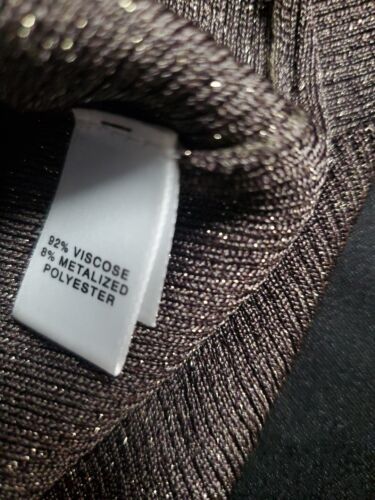 92% VISCOSE
8% METALIZED
POLYESTER